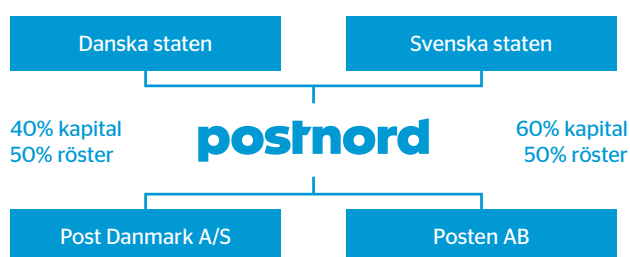 Danska staten
Svenska staten
40% kapital
50% röster
postnord
60% kapital
50% röster
Post Danmark A/S
Posten AB